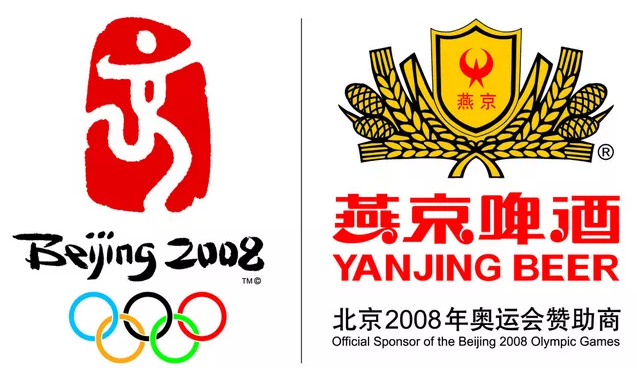 Beijing 2008
TM©
燕京
®
燕京啤酒
YANJING BEER
北京2008年奥运会赞助商
Official Sponsor of the Beijing 2008 Olympic Games